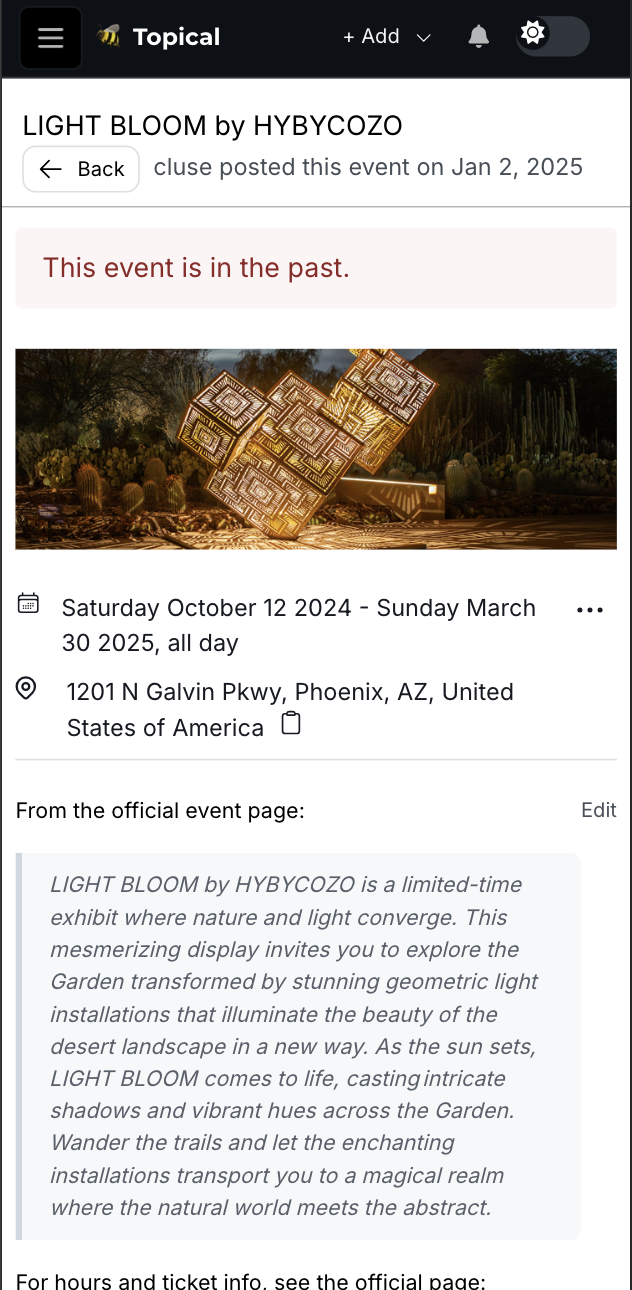 Topical
+ Add
LIGHT BLOOM by HYBYCOZO
Back
cluse posted this event on Jan 2, 2025
This event is in the past.
Saturday October 12 2024 - Sunday March
30 2025, all day
1201 N Galvin Pkwy, Phoenix, AZ, United
States of America
From the official event page:
Edit
LIGHT BLOOM by HYBYCOZO is a limited-time
exhibit where nature and light converge. This
mesmerizing display invites you to explore the
Garden transformed by stunning geometric light
installations that illuminate the beauty of the
desert landscape in a new way. As the sun sets,
LIGHT BLOOM comes to life, casting intricate
shadows and vibrant hues across the Garden.
Wander the trails and let the enchanting
installations transport you to a magical realm
where the natural world meets the abstract.
For hours and ticket info, see the official page: